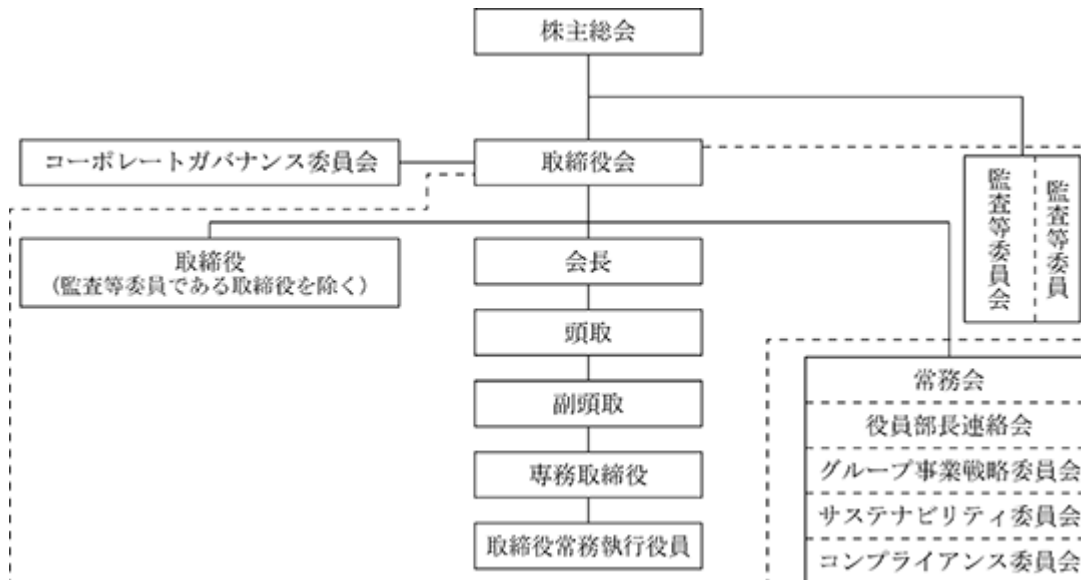 株主総会
コーポレートガバナンス委員会
取締役会
監査等委員会
監査等委員
取締役
(監査等委員である取締役を除く)
会長
頭取
副頭取
専務取締役
取締役常務執行役員
常務会
役員部長連絡会
グループ事業戦略委員会
サステナビリティ委員会
コンプライアンス委員会